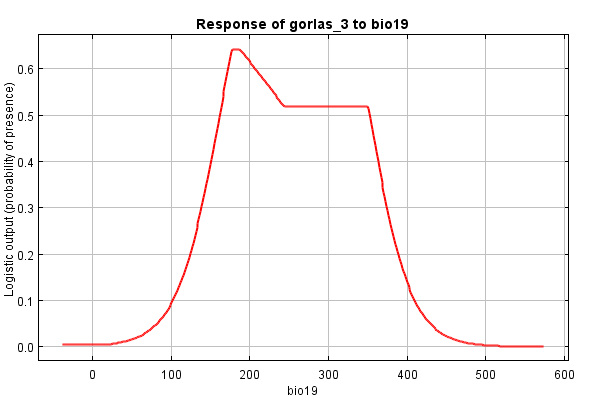 Response of gorlas_3 to bio19
Logistic output (probability of presence)
0.6
0.5
0.4
0.3
0.2
0.1
0.0
0 100 200 300 400 500 600
bio19